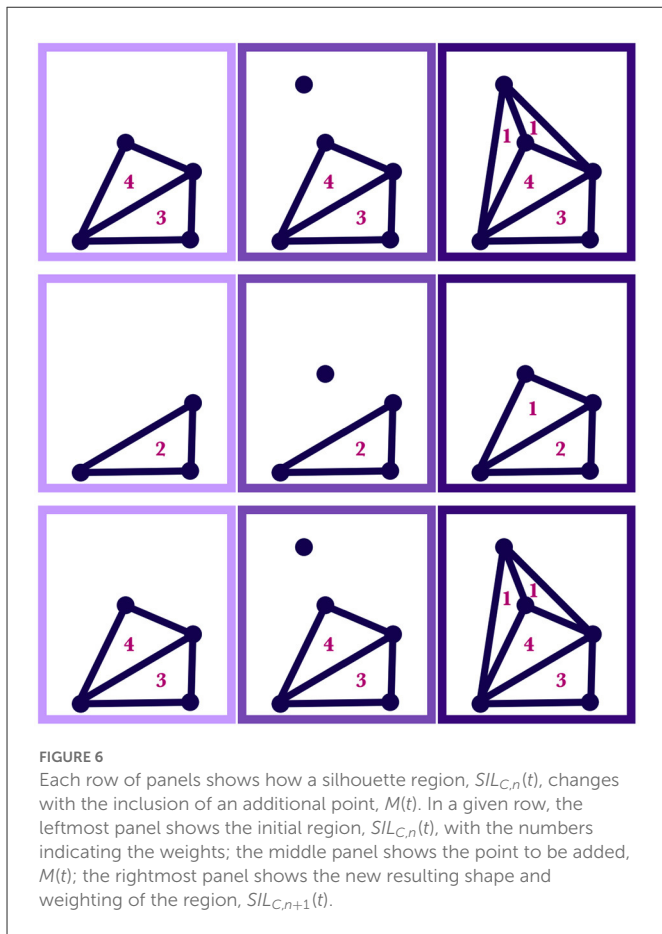 1 1
4 4 4
3 3 3
1
2 2 2
1 1
4 4 4
3 3 3
FIGURE 6
Each row of panels shows how a silhouette region, SIL_C,n(t), changes
with the inclusion of an additional point, M(t). In a given row, the
leftmost panel shows the initial region, SIL_C,n(t), with the numbers
indicating the weights; the middle panel shows the point to be added,
M(t); the rightmost panel shows the new resulting shape and
weighting of the region, SIL_C,n+1(t).